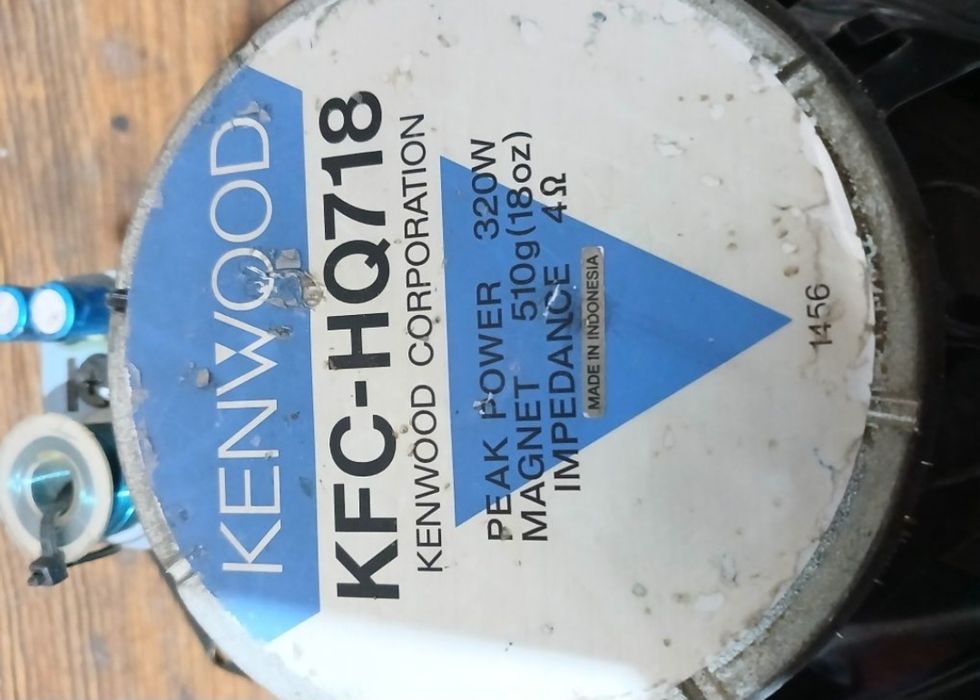 KENWOOD
KFC-HQ718
KENWOOD CORPORATION
PEAK POWER 320W
MAGNET 510g(18oz)
IMPEDANCE 4Ω
MADE IN INDONESIA
1456